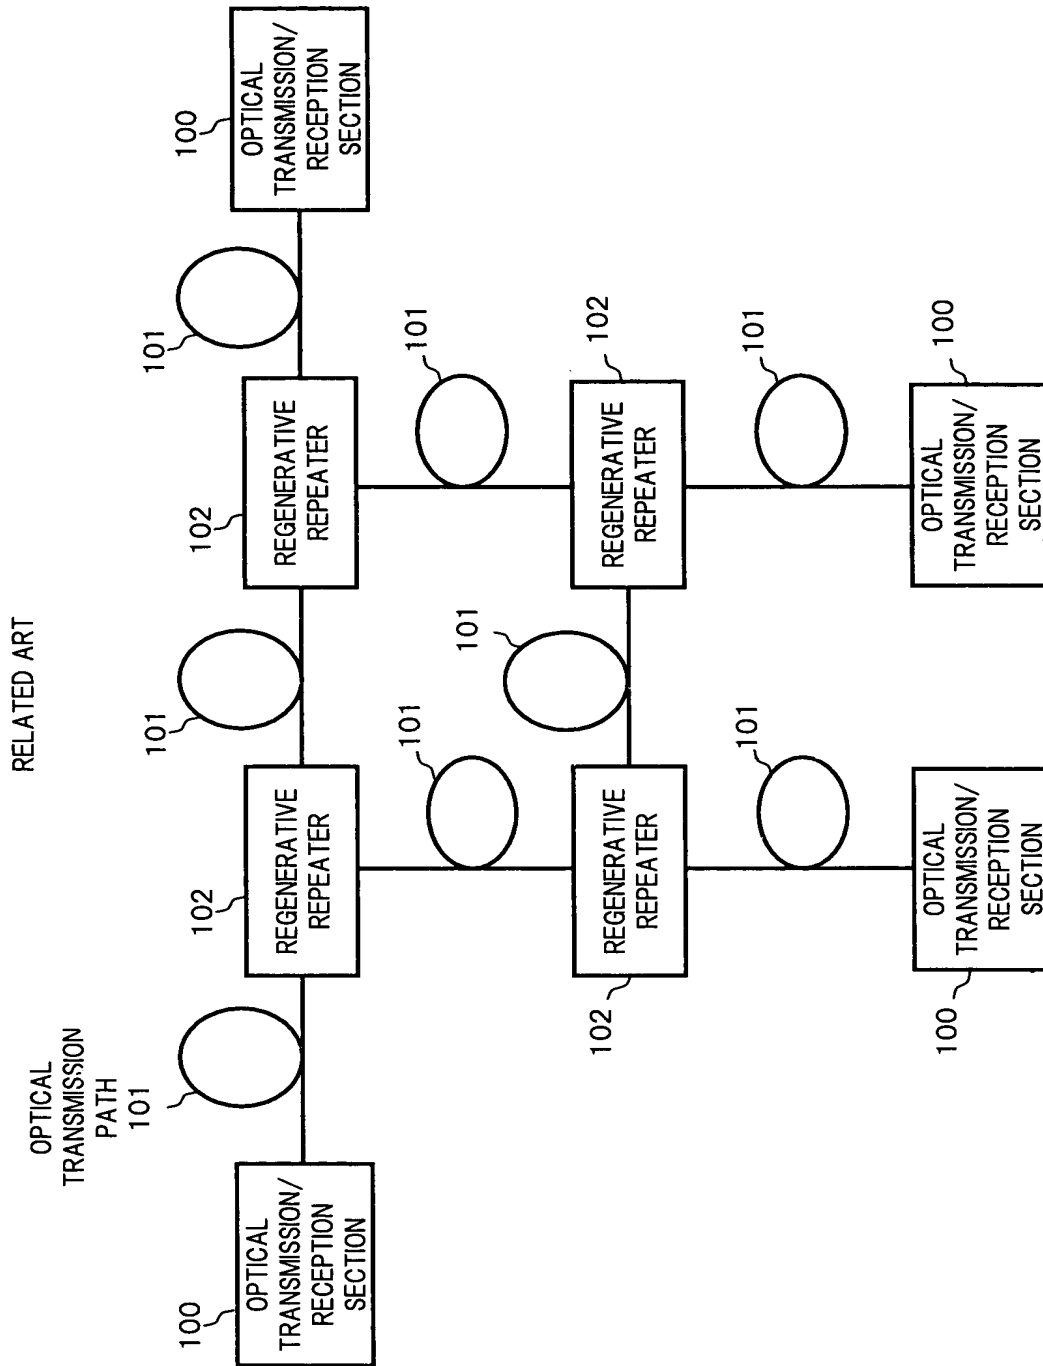 RELATED ART
OPTICAL
TRANSMISSION
PATH
101
101
101
100
OPTICAL
TRANSMISSION/
RECEPTION
SECTION
102
REGENERATIVE
REPEATER
102
REGENERATIVE
REPEATER
100
OPTICAL
TRANSMISSION/
RECEPTION
SECTION
101
101
101
102
REGENERATIVE
REPEATER
102
REGENERATIVE
REPEATER
101
101
100
OPTICAL
TRANSMISSION/
RECEPTION
SECTION
100
OPTICAL
TRANSMISSION/
RECEPTION
SECTION